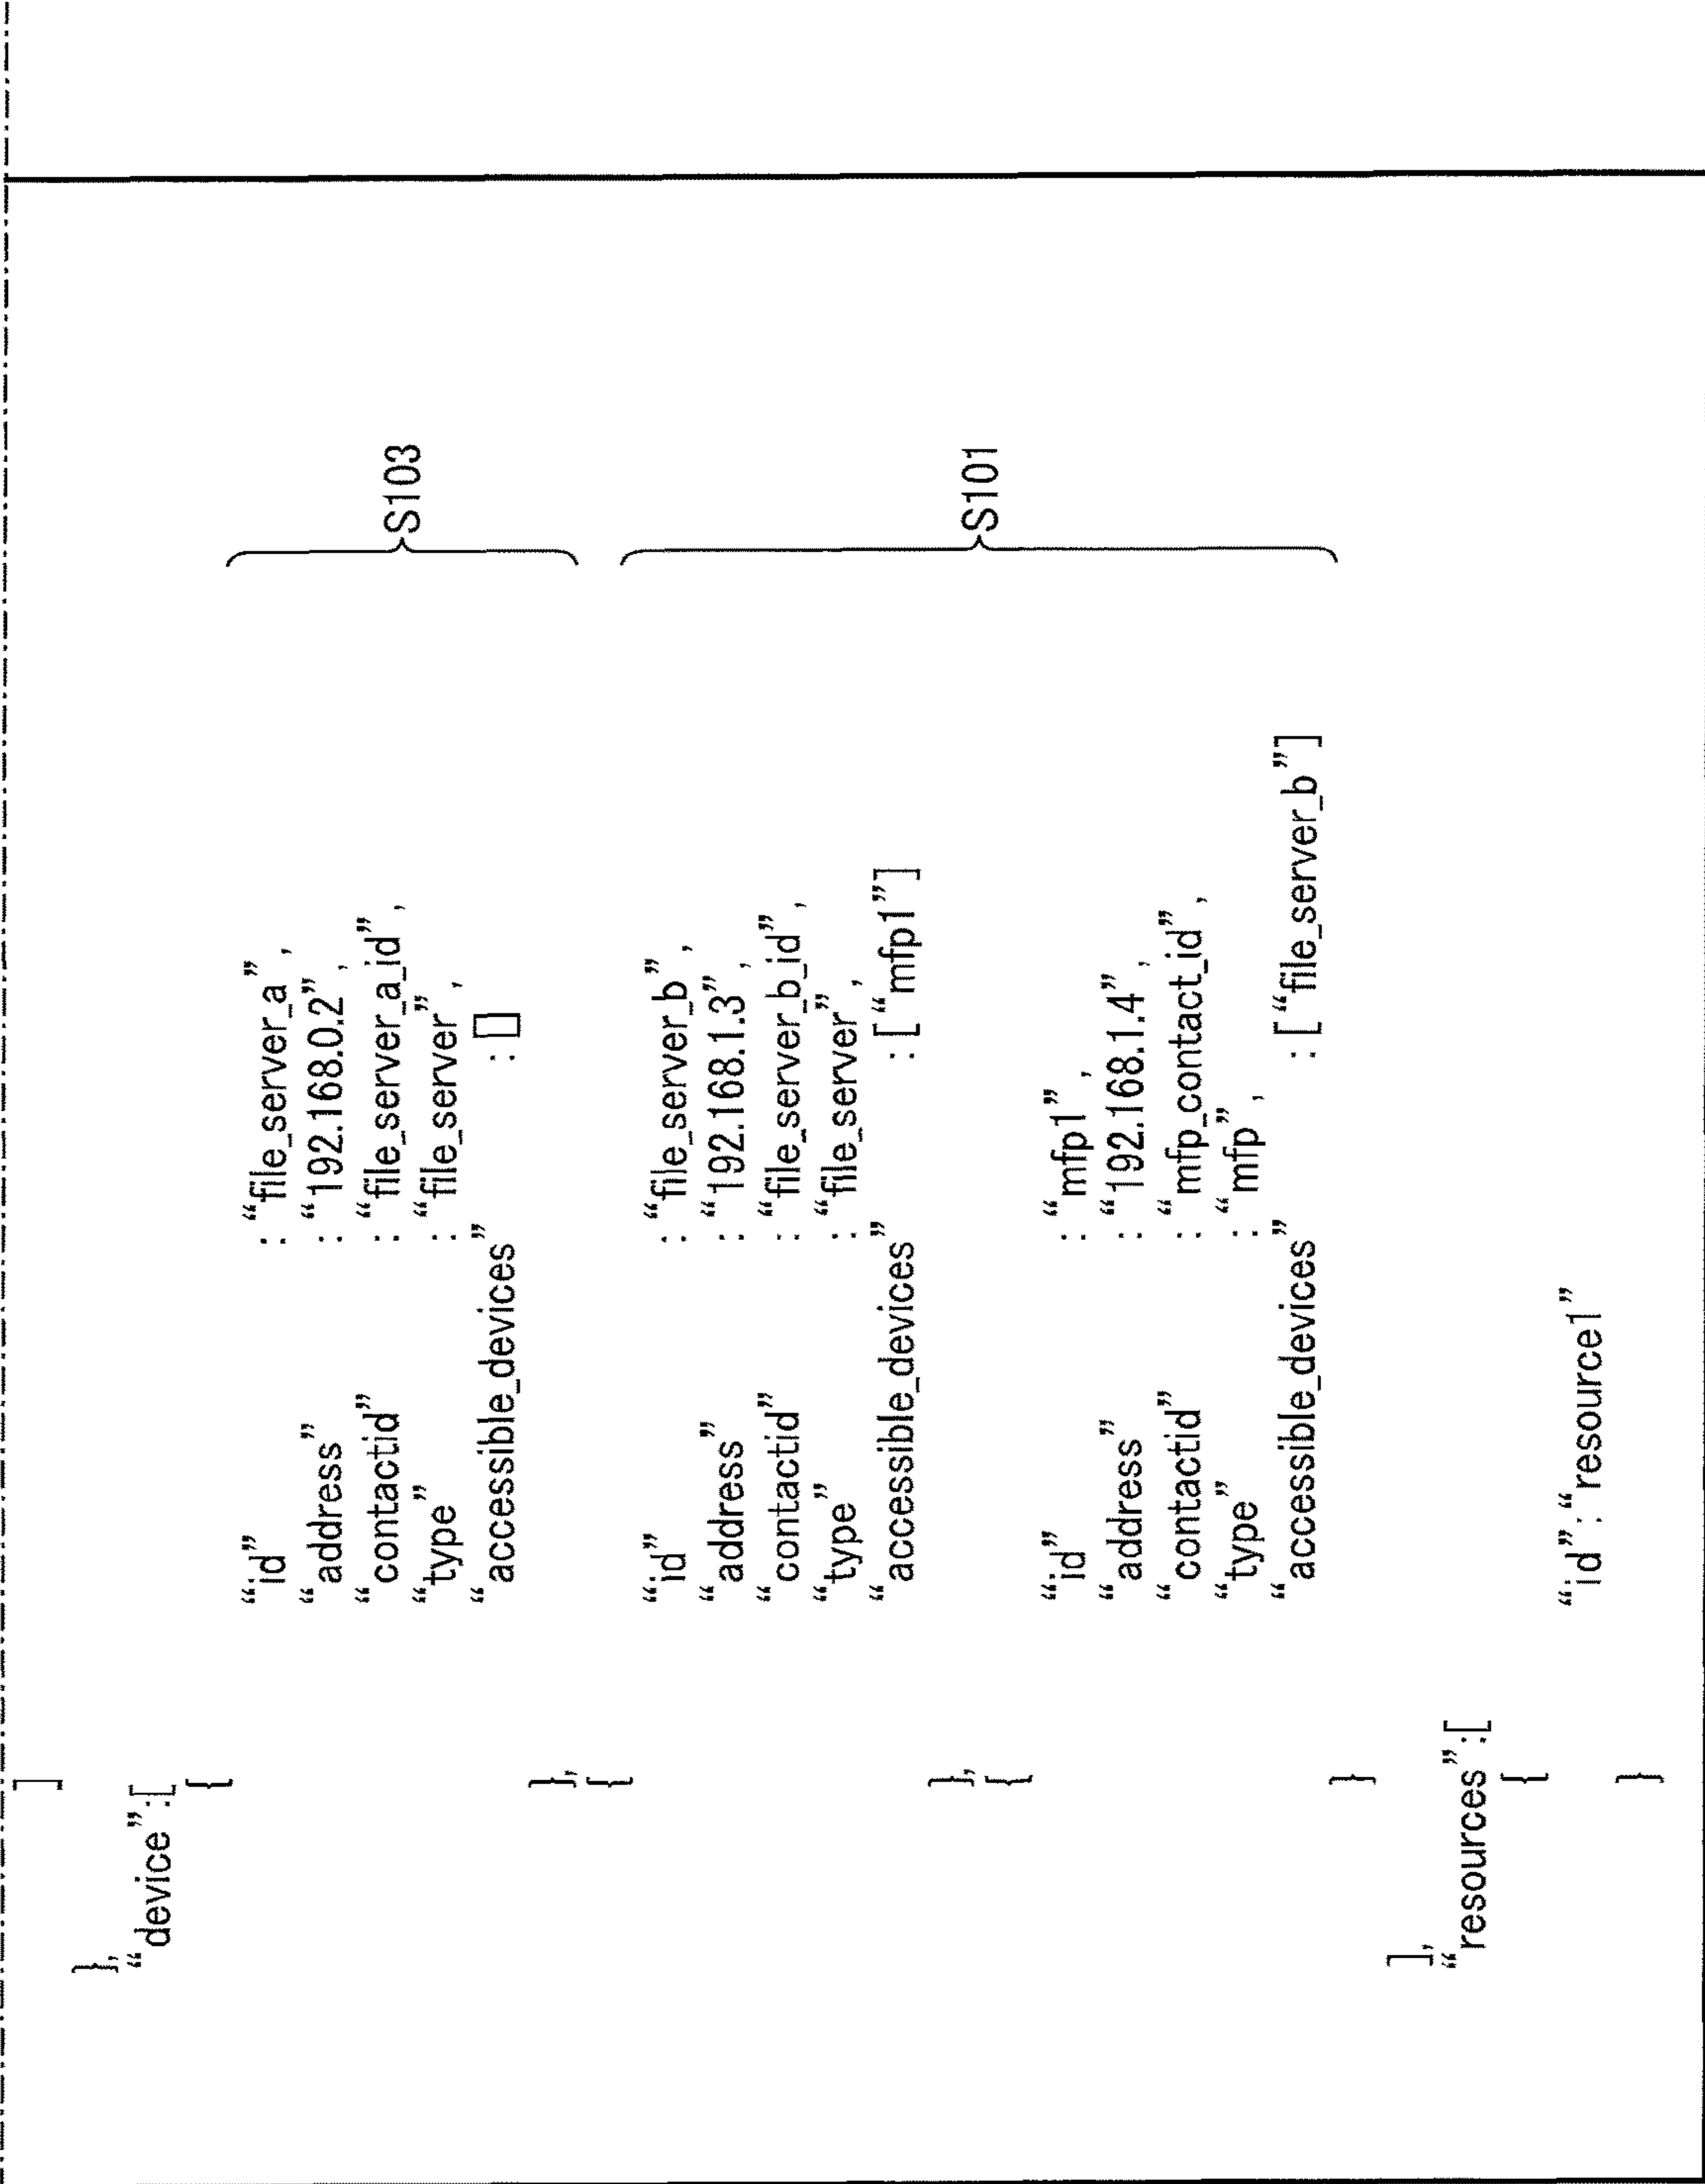 ]
},
“device”:[
{
“id” : “file_server_a”,
“address” : “192.168.0.2”,
“contactid” : “file_server_a_id”,
“type” : “file_server”,
“accessible_devices” : []
S103
},
{
“id” : “file_server_b”,
“address” : “192.168.1.3”,
“contactid” : “file_server_b_id”,
“type” : “file_server”,
“accessible_devices” : [“mfp1”]
},
{
“id” : “mfp1”,
“address” : “192.168.1.4”,
“contactid” : “mfp_contact_id”,
“type” : “mfp”,
“accessible_devices” : [“file_server_b”]
S101
}
],
“resources”:[
{
“id”:“resource1”
}